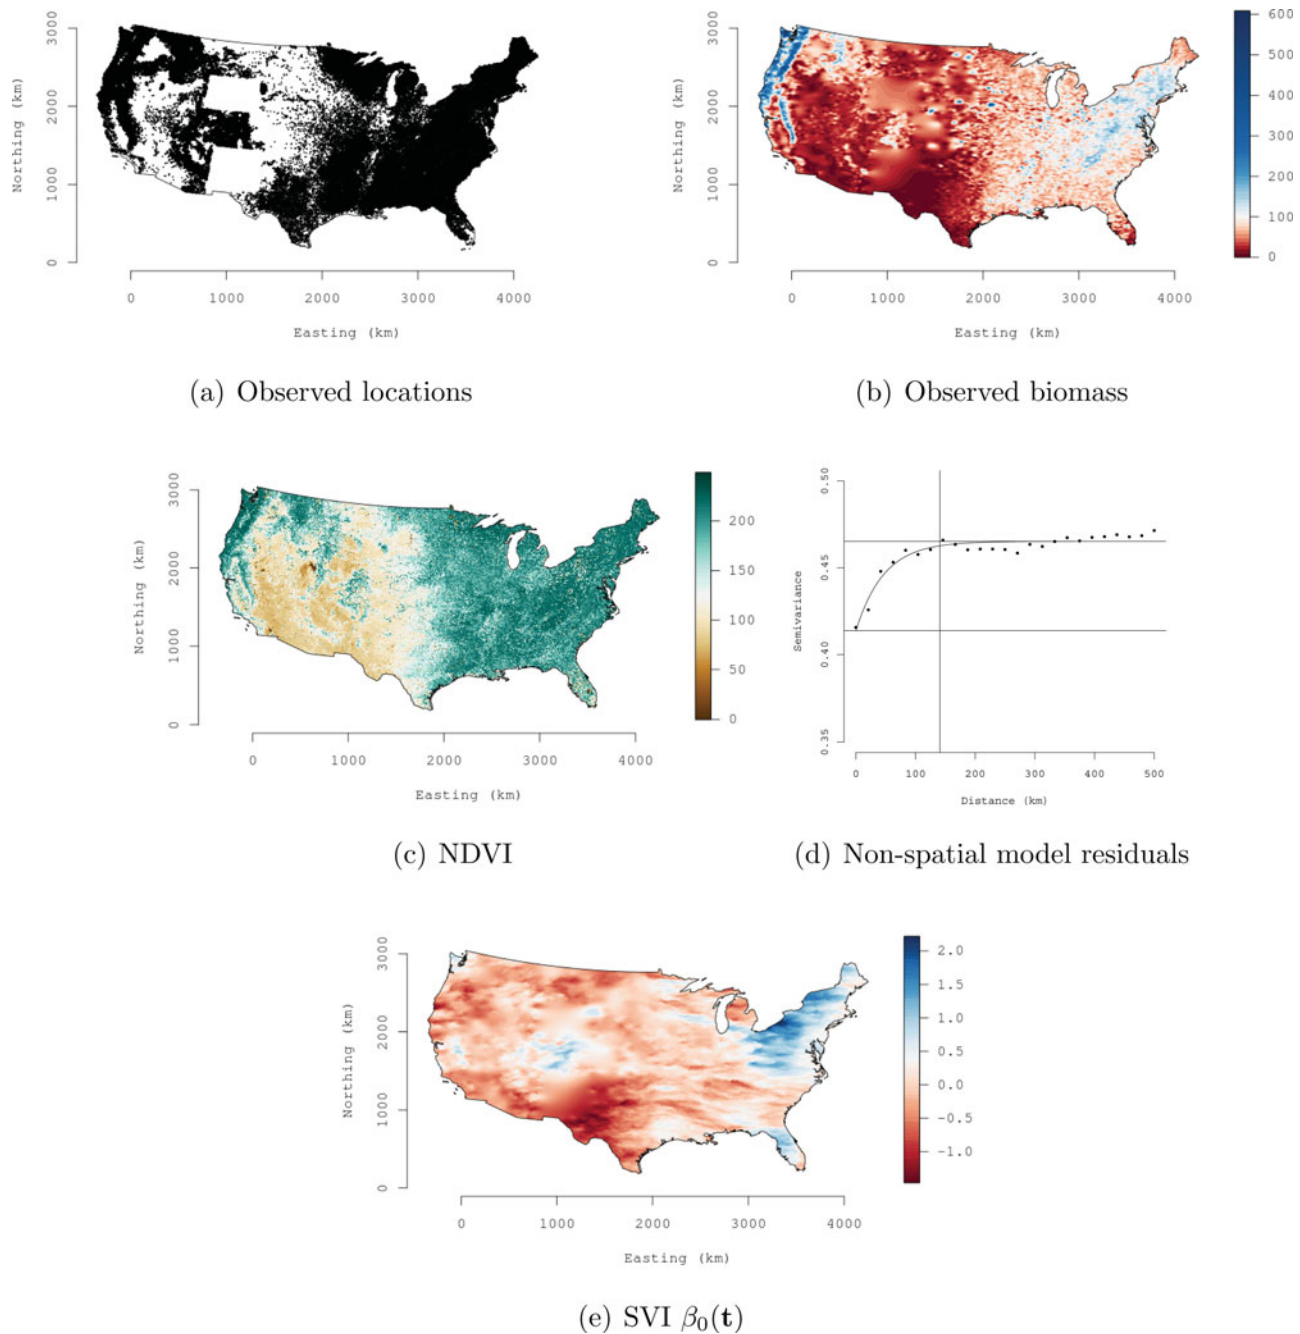 Northing (km)
3000
2000
1000
0
0 1000 2000 3000 4000
Easting (km)
(a) Observed locations
Northing (km)
3000
2000
1000
0
0 1000 2000 3000 4000
Easting (km)
600
500
400
300
200
100
0
(b) Observed biomass
Northing (km)
3000
2000
1000
0
0 1000 2000 3000 4000
Easting (km)
200
150
100
50
0
(c) NDVI
Semivariance
0.50
0.45
0.40
0.35
0 100 200 300 400 500
Distance (km)
(d) Non-spatial model residuals
Northing (km)
3000
2000
1000
0
0 1000 2000 3000 4000
Easting (km)
2.0
1.5
1.0
0.5
0.0
-0.5
-1.0
(e) SVI β₀(t)